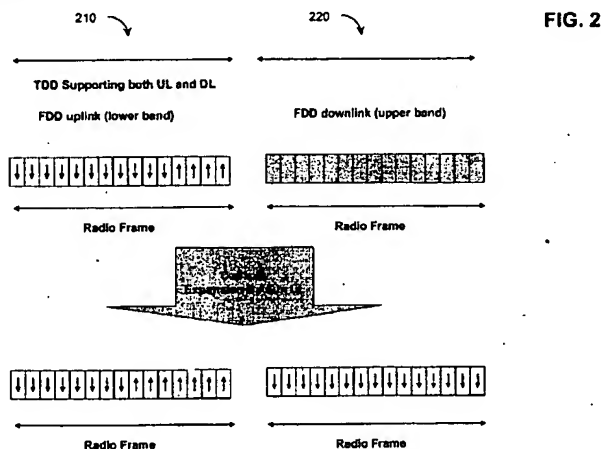 210
220
FIG. 2
TDD Supporting both UL and DL
FDD uplink (lower band)
FDD downlink (upper band)
Radio Frame
Radio Frame
Radio Frame
Radio Frame